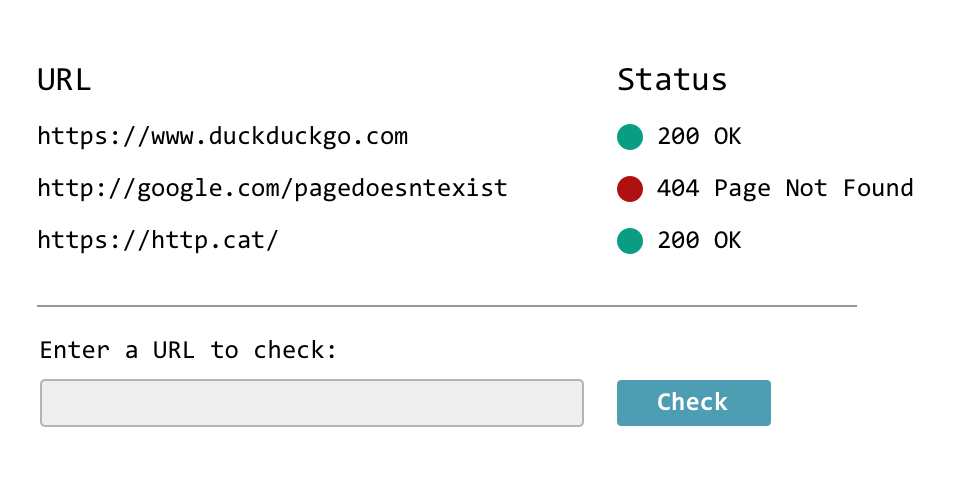 URL Status
https://www.duckduckgo.com 200 OK
http://google.com/pagedoesntexist 404 Page Not Found
https://http.cat/ 200 OK
Enter a URL to check:
Check